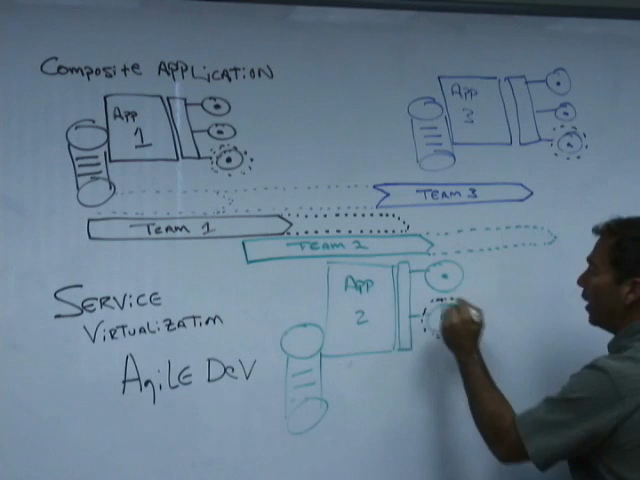 Composite Application
App
1
App
3
Team 3
Team 1
Team 2
App
2
Service
Virtualization
Agile Dev